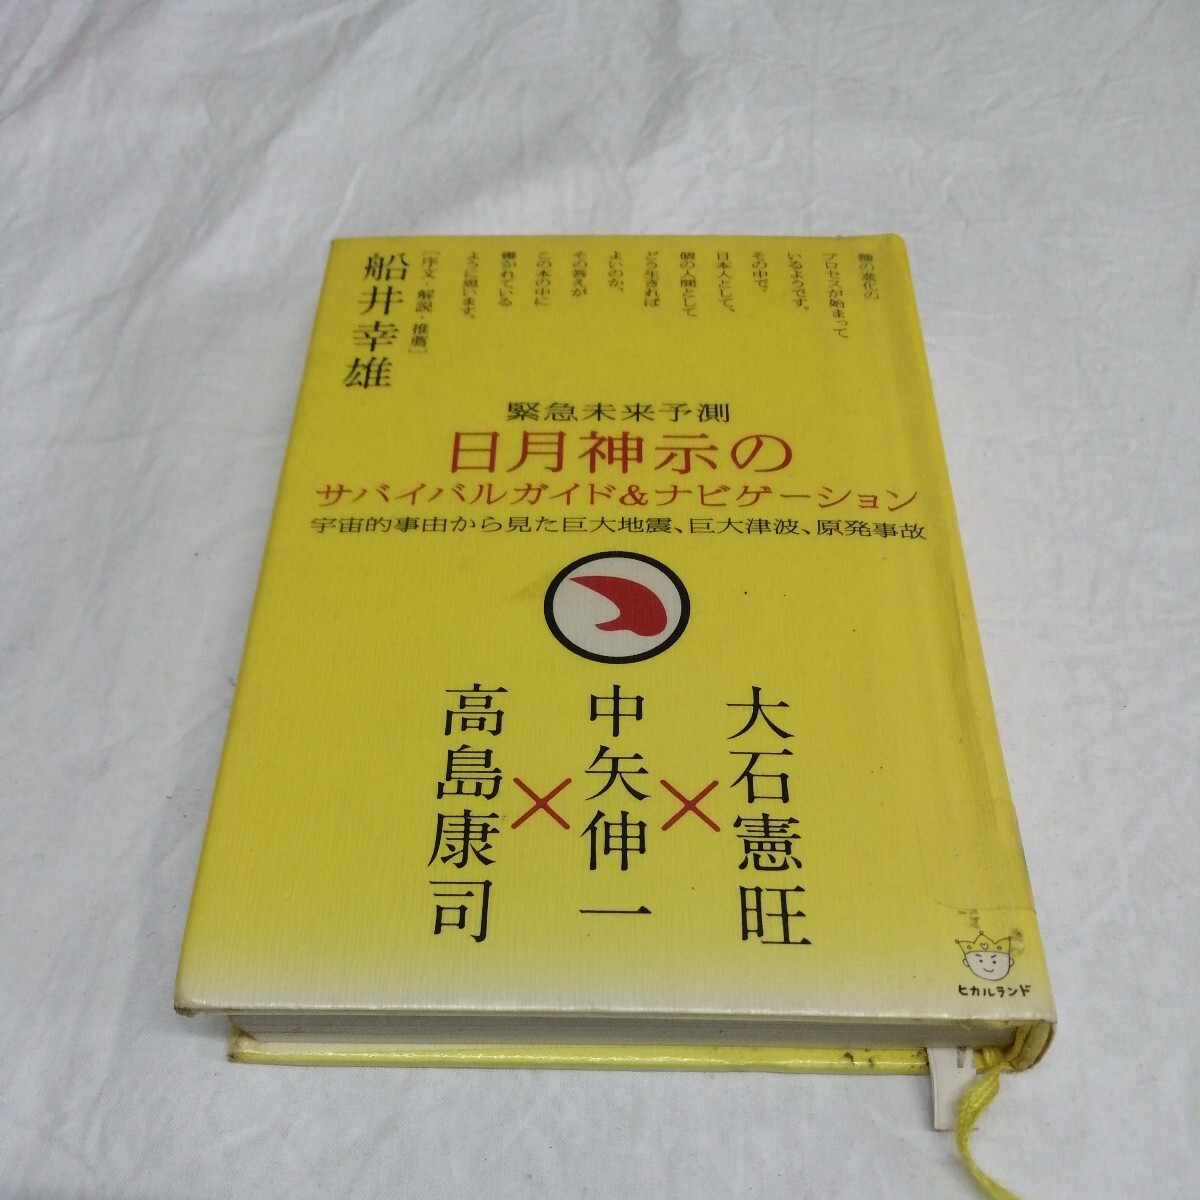 種の進化の
プロセスが始まって
いるようです。
その中で、
日本人として、
個の人間として
どう生きれば
よいのか、
その答えが
この本の中に
書かれている
ように思います。
［序文・解説・推薦］
船井幸雄
緊急未来予測
日月神示の
サバイバルガイド&ナビゲーション
宇宙的事由から見た巨大地震、巨大津波、原発事故
大石憲旺
×
中矢伸一
×
高島康司
ヒカルランド